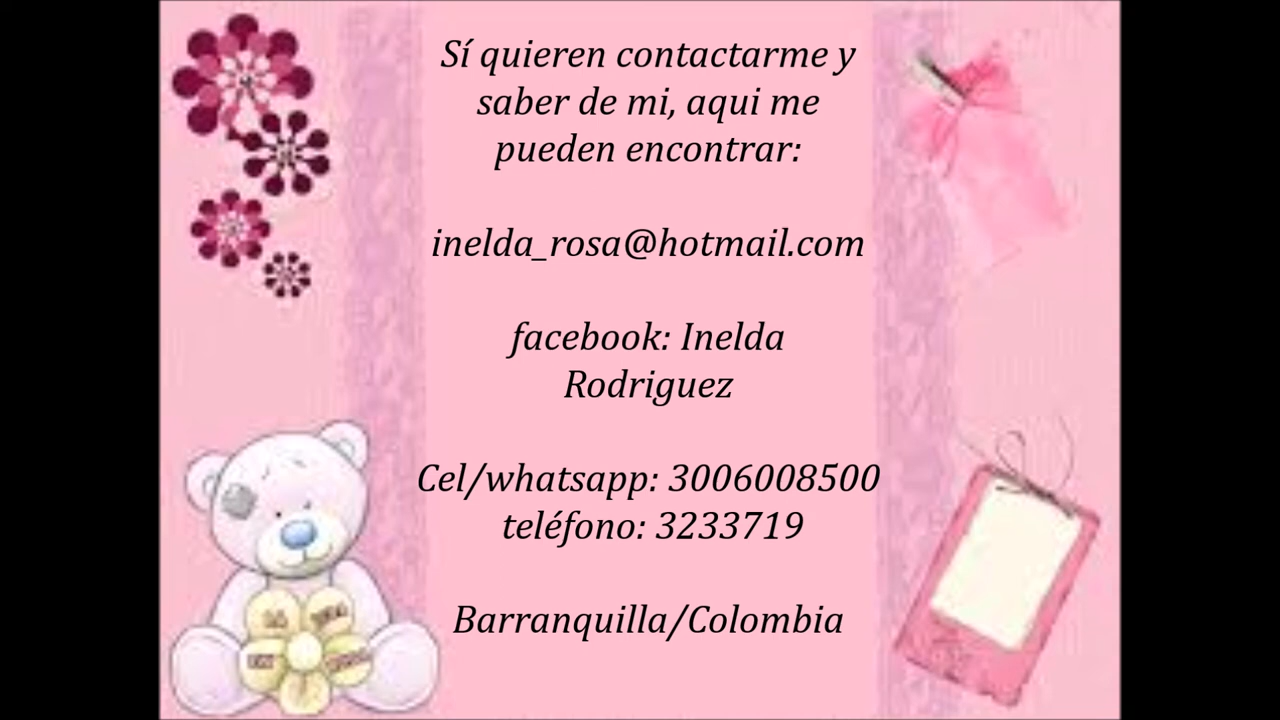 Sí quieren contactarme y
saber de mi, aqui me
pueden encontrar:
inelda_rosa@hotmail.com
facebook: Inelda
Rodriguez
Cel/whatsapp: 3006008500
teléfono: 3233719
Barranquilla/Colombia